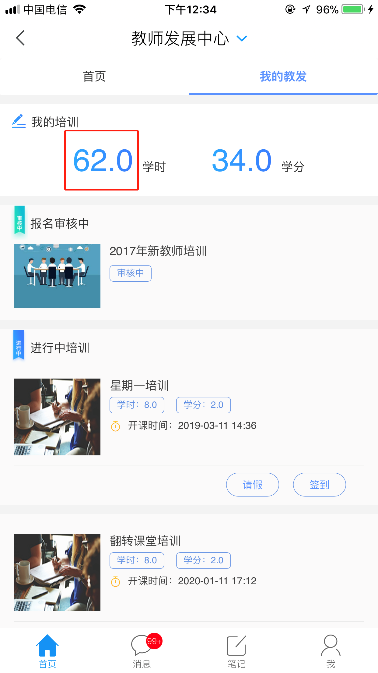 中国电信 下午12:34 96%
教师发展中心
首页 我的教发
我的培训
62.0 学时 34.0 学分
报名审核中
2017年新教师培训
审核中
进行中
进行中培训
星期一培训
学时：8.0 学分：2.0
开课时间：2019-03-11 14:36
请假 签到
翻转课堂培训
学时：8.0 学分：2.0
开课时间：2020-01-11 17:12
99+
首页 消息 笔记 我